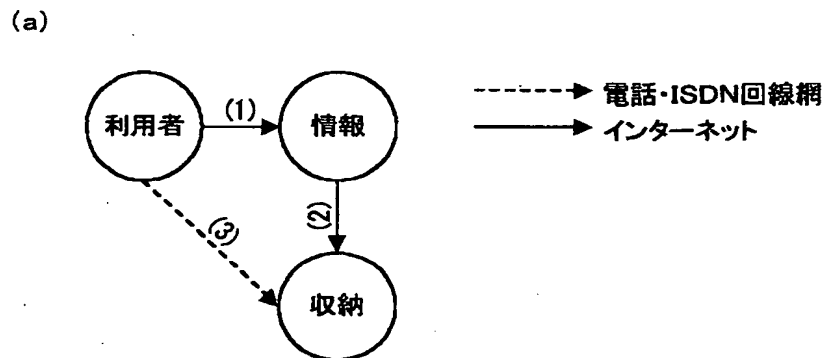 (a)
利用者
(1)
情報
電話・ISDN回線網
インターネット
(2)
(3)
収納